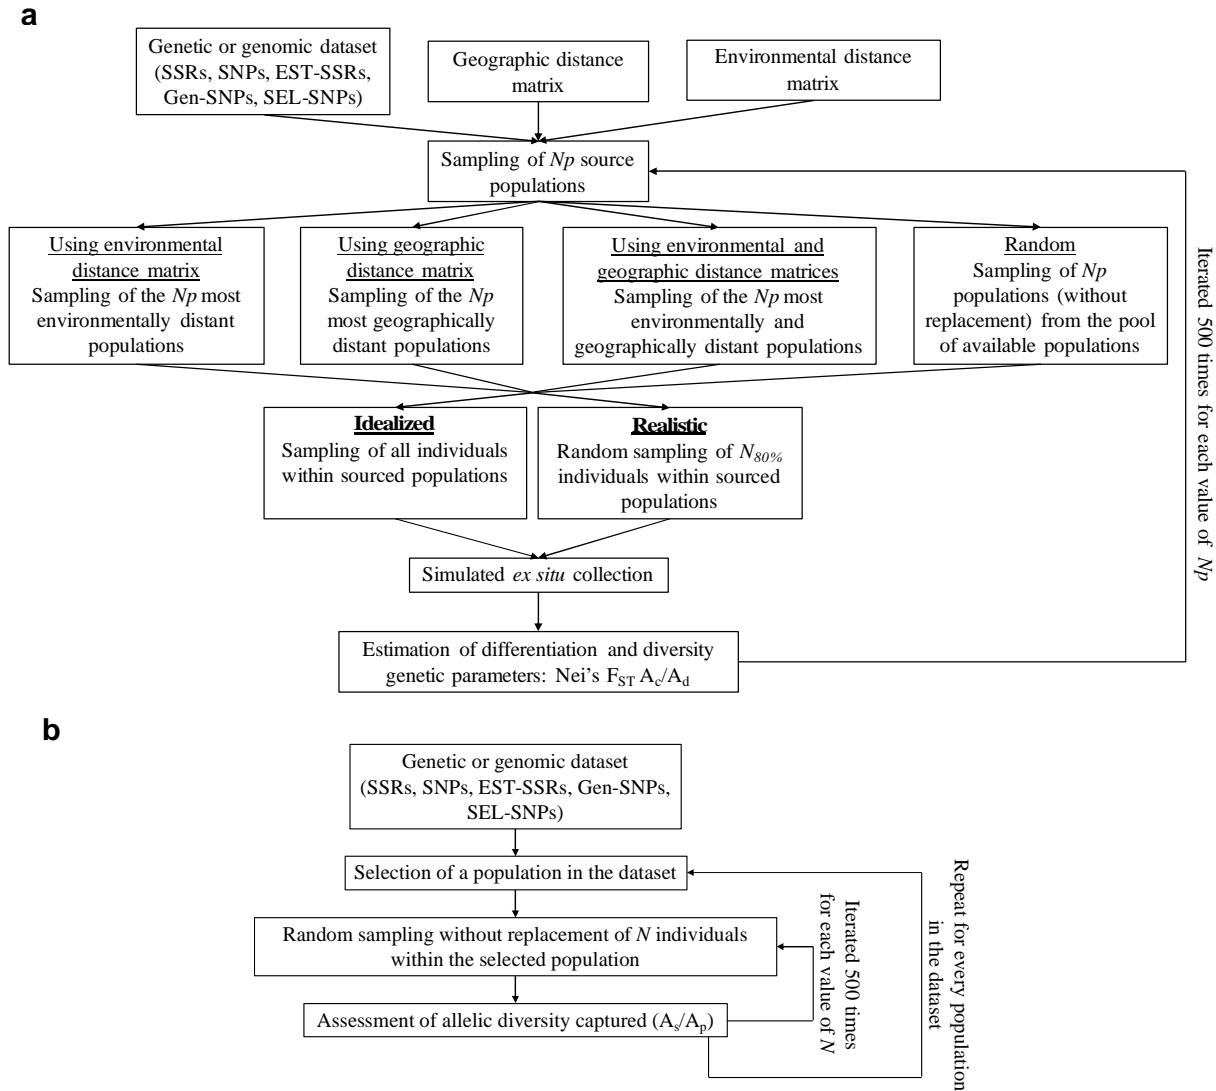 a
Genetic or genomic dataset
(SSRs, SNPs, EST-SSRs,
Gen-SNPs, SEL-SNPs)
Geographic distance
matrix
Environmental distance
matrix
Sampling of Np source
populations
Using environmental
distance matrix
Sampling of the Np most
environmentally distant
populations
Using geographic
distance matrix
Sampling of the Np
most geographically
distant populations
Using environmental and
geographic distance matrices
Sampling of the Np most
environmentally and
geographically distant populations
Random
Sampling of Np
populations (without
replacement) from the pool
of available populations
Iterated 500 times for each value of Np
Idealized
Sampling of all individuals
within sourced populations
Realistic
Random sampling of N80%
individuals within sourced
populations
Simulated ex situ collection
Estimation of differentiation and diversity
genetic parameters: Nei's FST Ac/Ad
b
Genetic or genomic dataset
(SSRs, SNPs, EST-SSRs, Gen-SNPs,
SEL-SNPs)
Selection of a population in the dataset
Random sampling without replacement of N individuals
within the selected population
Assessment of allelic diversity captured (As/Ap)
Iterated 500 times
for each value of N
Repeat for every population
in the dataset